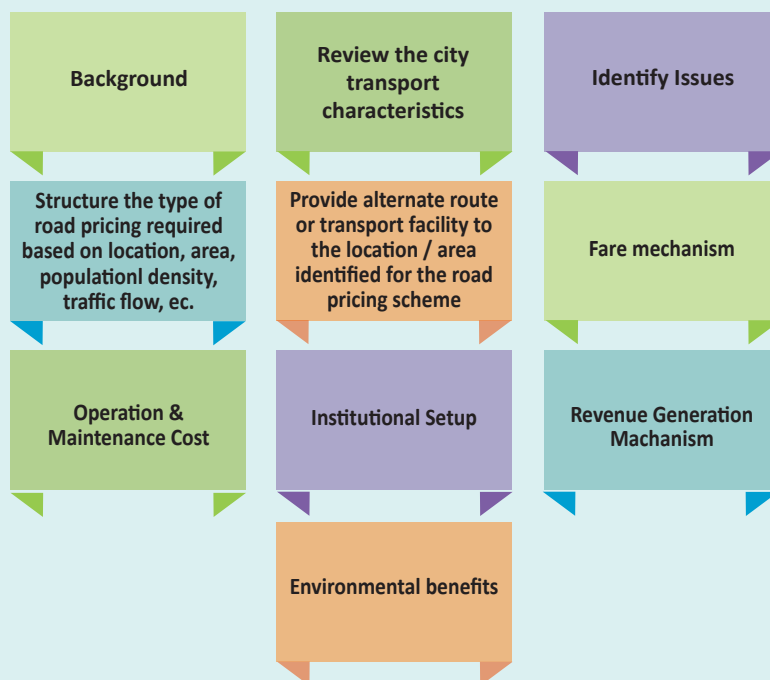 Background
Review the city
transport
characteristics
Identify Issues
Structure the type of
road pricing required
based on location, area,
populationl density,
traffic flow, ec.
Provide alternate route
or transport facility to
the location / area
identified for the road
pricing scheme
Fare mechanism
Operation &
Maintenance Cost
Institutional Setup
Revenue Generation
Machanism
Environmental benefits